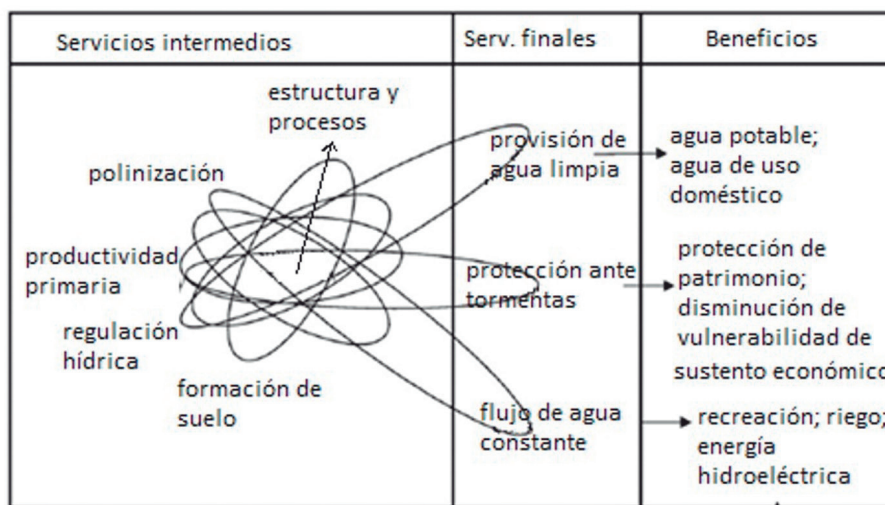 Servicios intermedios
Serv. finales
Beneficios
estructura y
procesos
polinización
productividad
primaria
regulación
hídrica
formación de
suelo
provisión de
agua limpia
protección ante
tormentas
flujo de agua
constante
agua potable;
agua de uso
doméstico
protección de
patrimonio;
disminución de
vulnerabilidad de
sustento económico
recreación; riego;
energía
hidroeléctrica